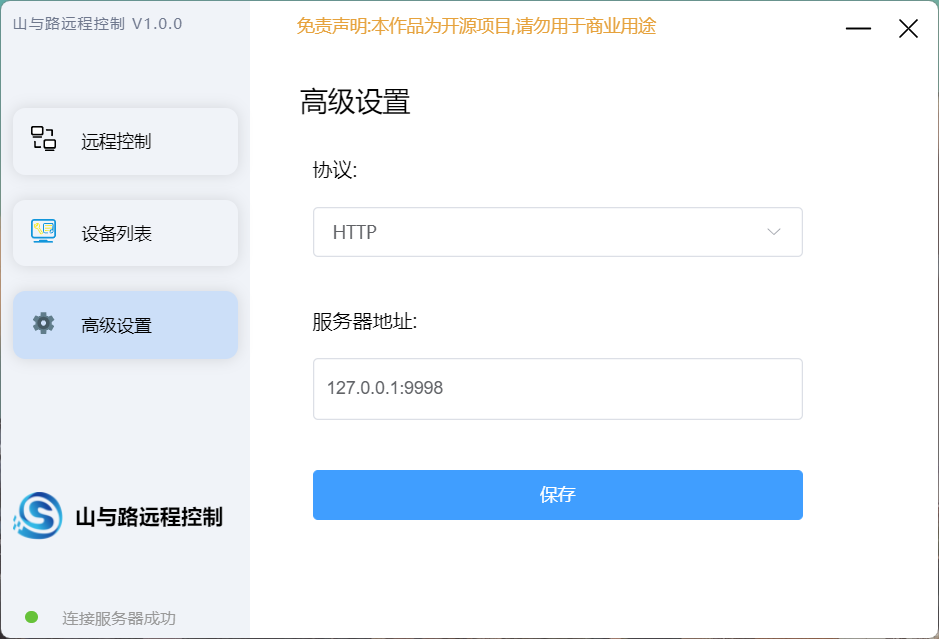 山与路远程控制 V1.0.0
免责声明:本作品为开源项目,请勿用于商业用途
远程控制
设备列表
高级设置
山与路远程控制
连接服务器成功
高级设置
协议:
HTTP
服务器地址:
127.0.0.1:9998
保存